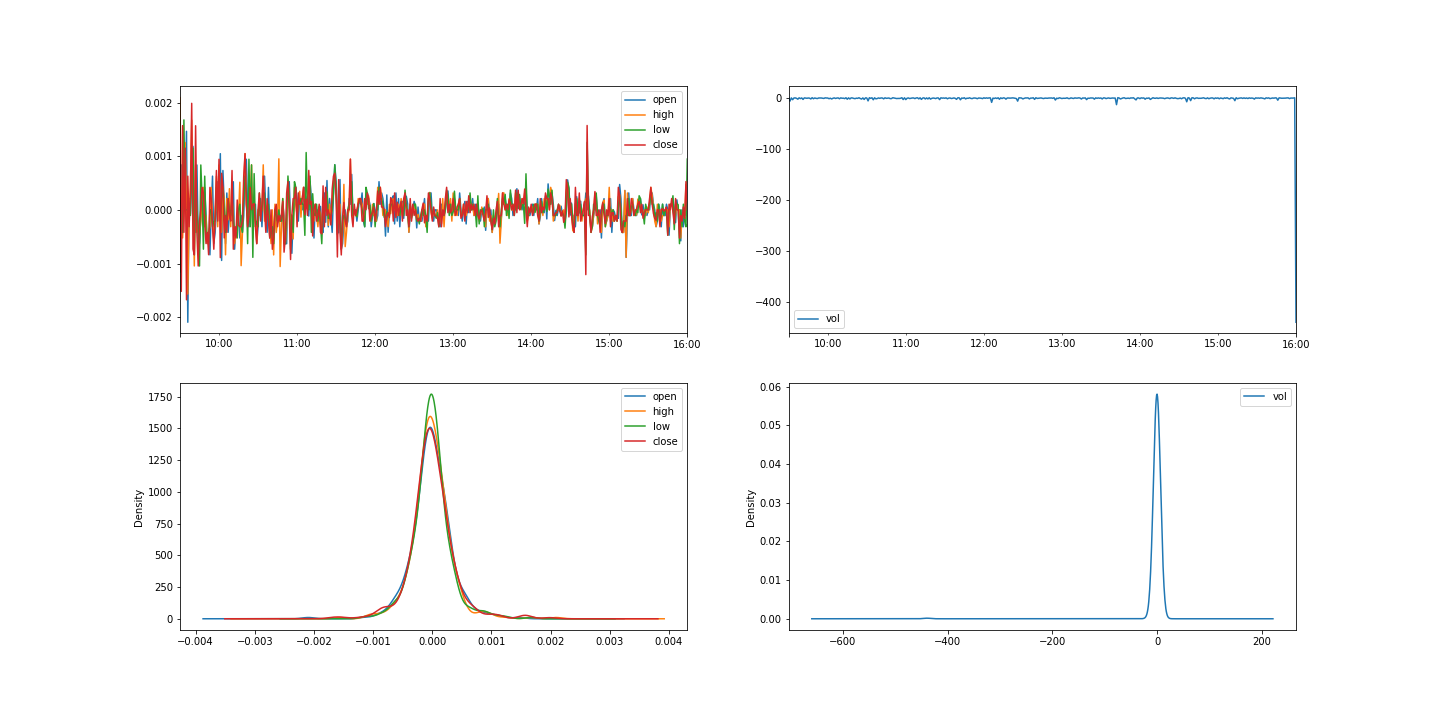 0.002
0.001
0.000
−0.001
−0.002
open
high
low
close
10:00 11:00 12:00 13:00 14:00 15:00 16:00
0
−100
−200
−300
−400
vol
10:00 11:00 12:00 13:00 14:00 15:00 16:00
1750
1500
1250
1000
750
500
250
0
Density
open
high
low
close
−0.004 −0.003 −0.002 −0.001 0.000 0.001 0.002 0.003 0.004
0.06
0.05
0.04
0.03
0.02
0.01
0.00
Density
vol
−600 −400 −200 0 200